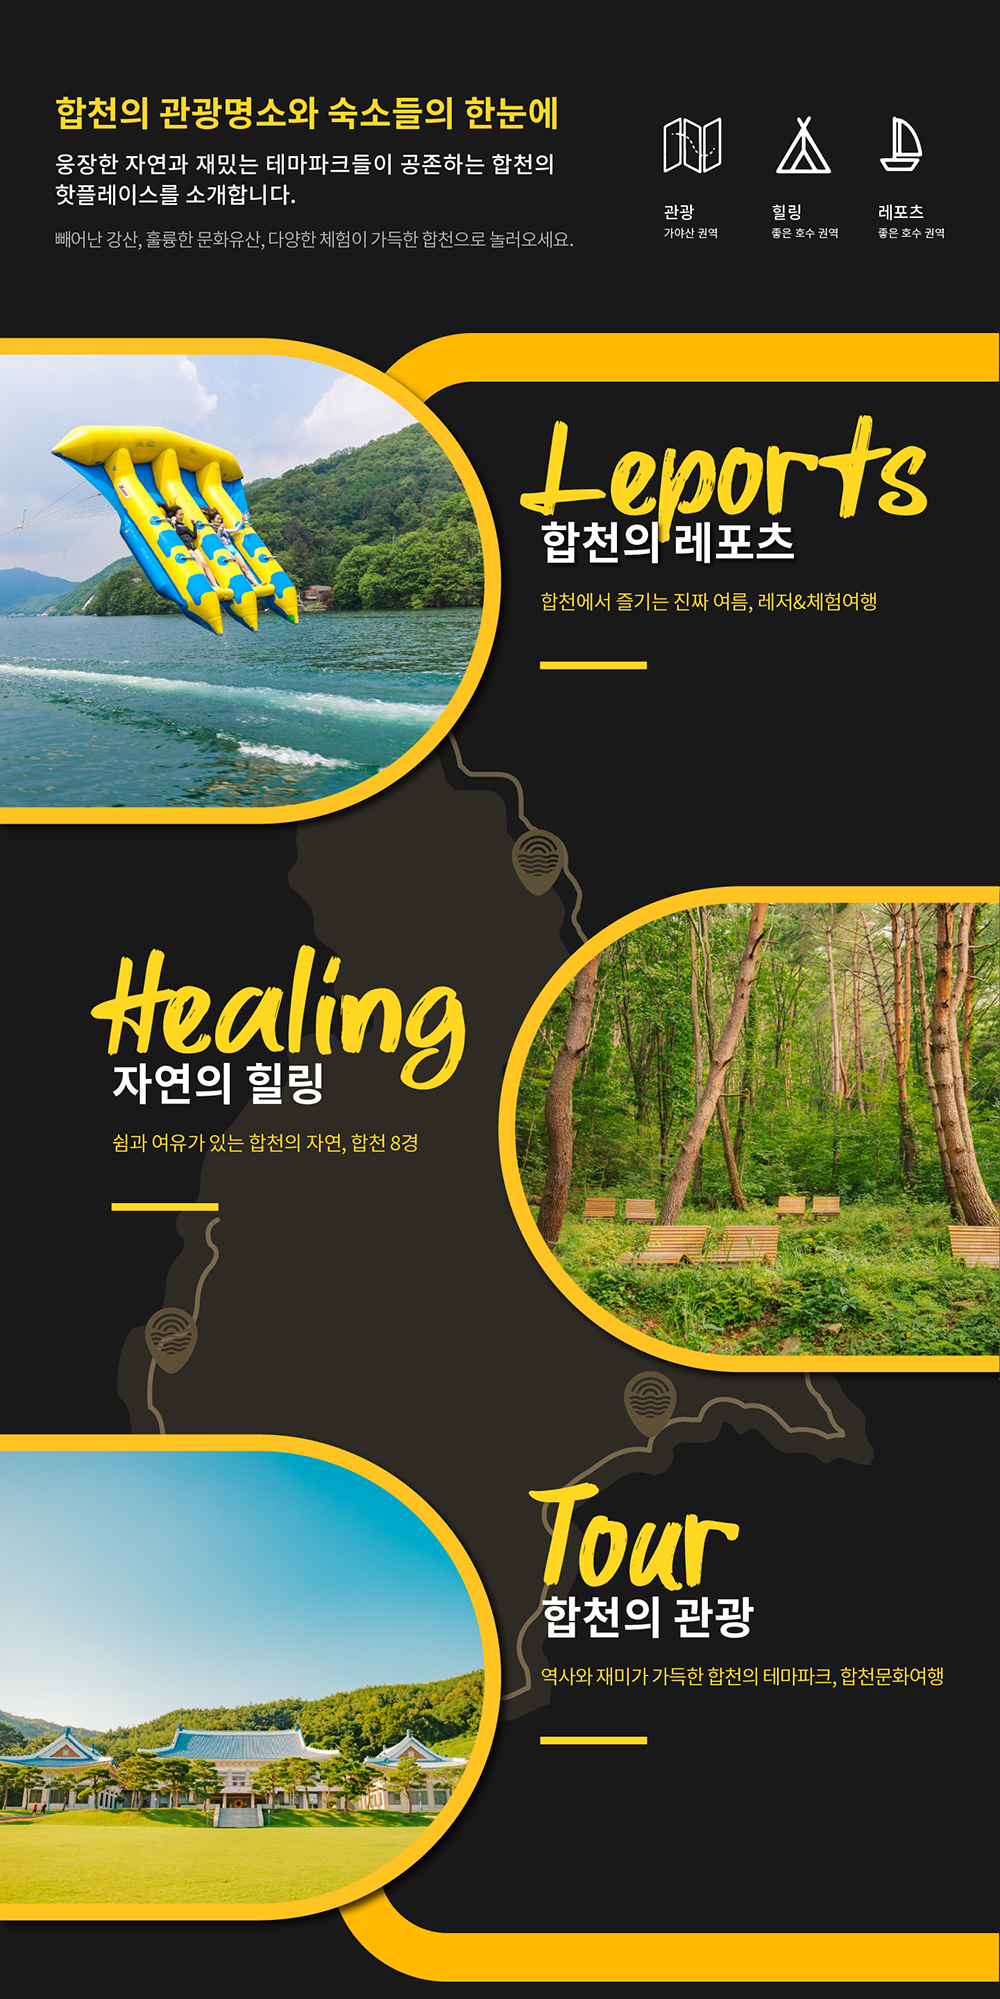 합천의 관광명소와 숙소들의 한눈에
웅장한 자연과 재밌는 테마파크들이 공존하는 합천의
핫플레이스를 소개합니다.
빼어난 강산, 훌륭한 문화유산, 다양한 체험이 가득한 합천으로 놀러오세요.
관광
가야산 권역
힐링
좋은 호수 권역
레포츠
좋은 호수 권역
Leports
합천의 레포츠
합천에서 즐기는 진짜 여름, 레저&체험여행
Healing
자연의 힐링
쉼과 여유가 있는 합천의 자연, 합천 8경
Tour
합천의 관광
역사와 재미가 가득한 합천의 테마파크, 합천문화여행